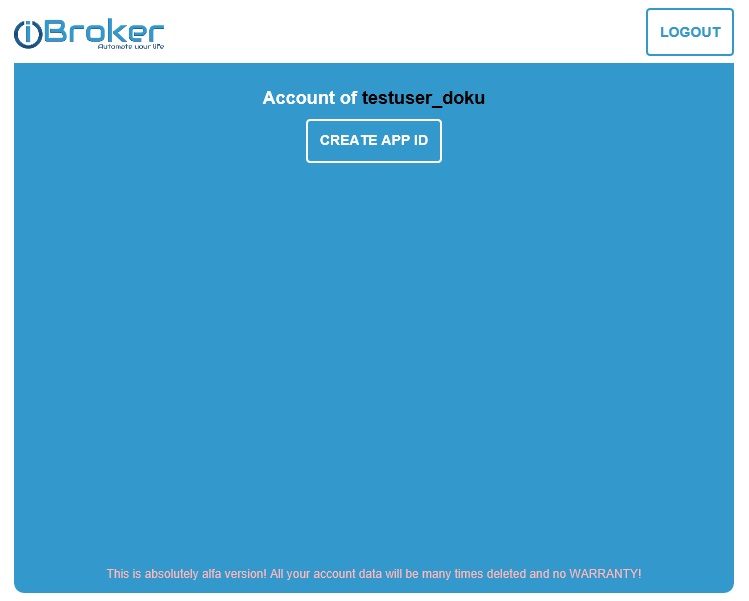 ioBroker
Automate your life
LOGOUT
Account of testuser_doku
CREATE APP ID
This is absolutely alfa version! All your account data will be many times deleted and no WARRANTY!